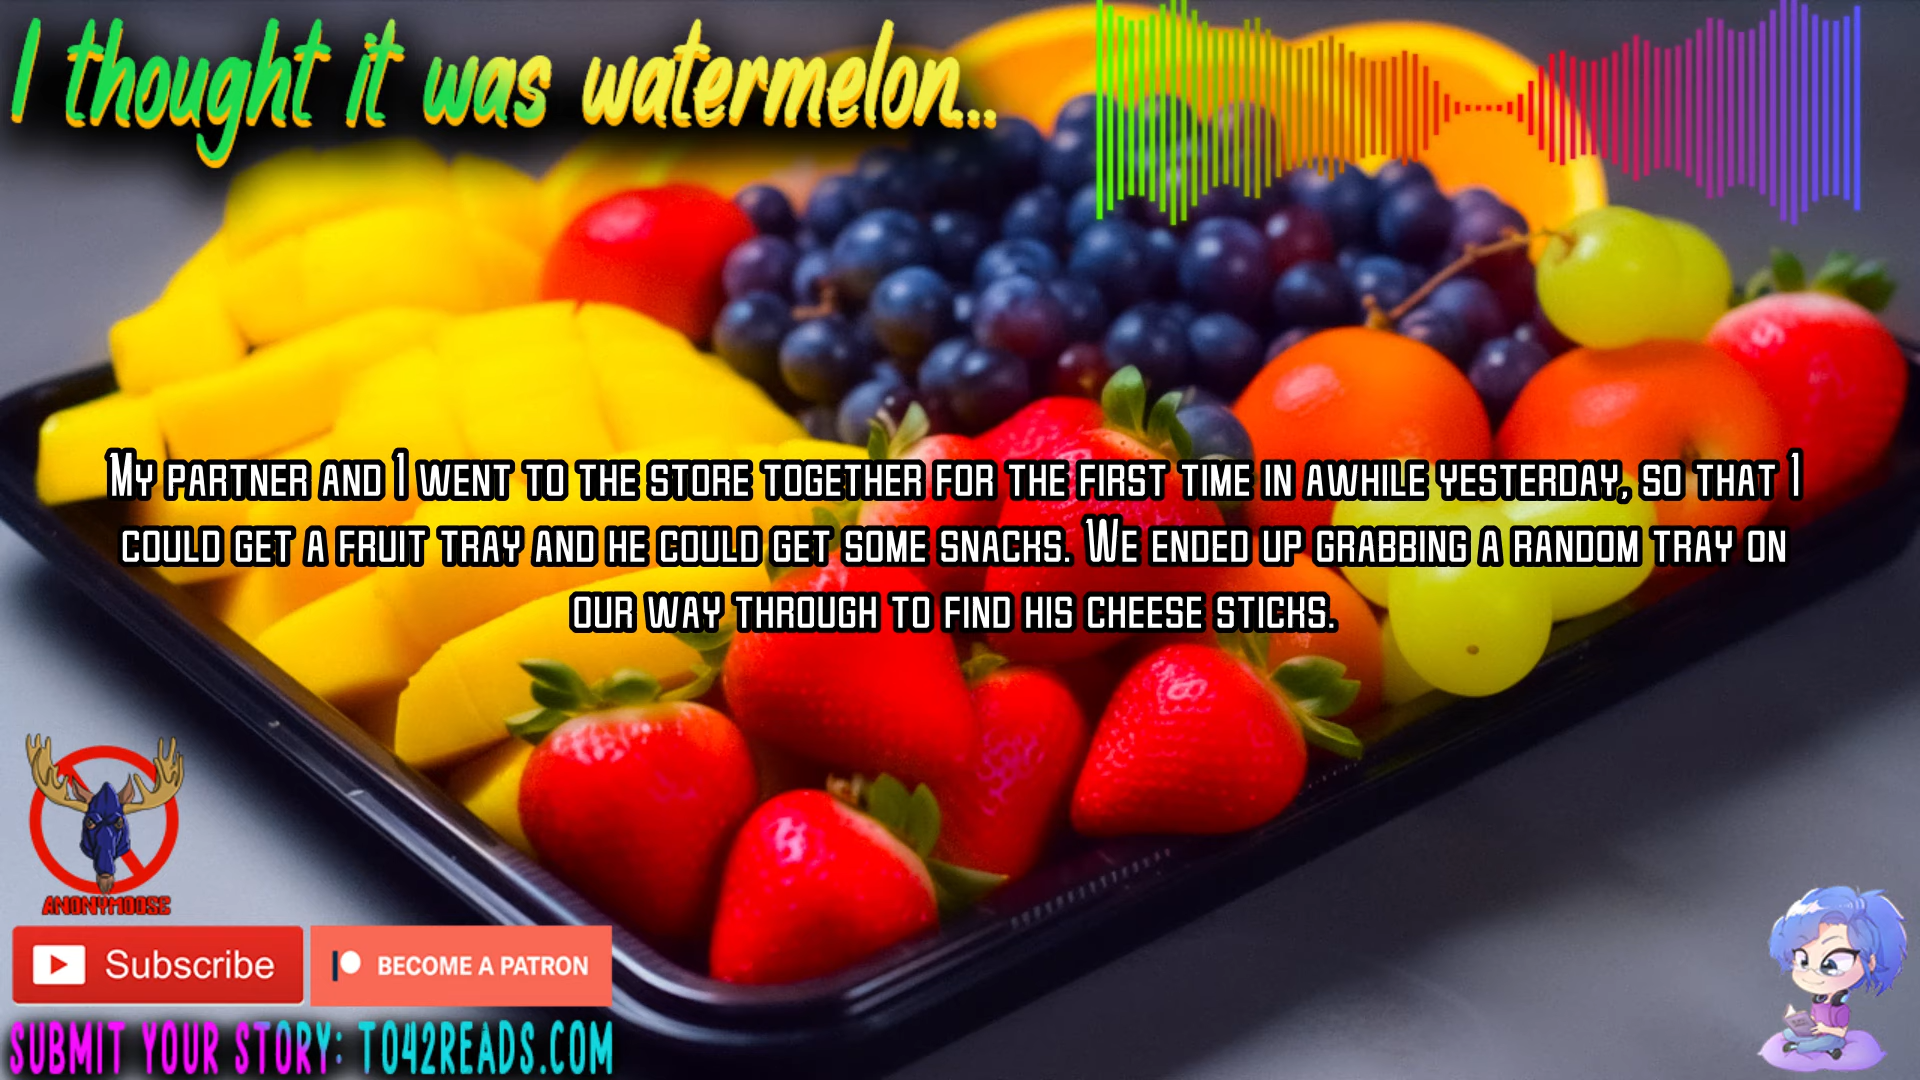 I thought it was watermelon...
My partner and I went to the store together for the first time in awhile yesterday, so that I
could get a fruit tray and he could get some snacks. We ended up grabbing a random tray on
our way through to find his cheese sticks.
ANONYMOOSE
Subscribe
BECOME A PATRON
SUBMIT YOUR STORY: TO42READS.COM